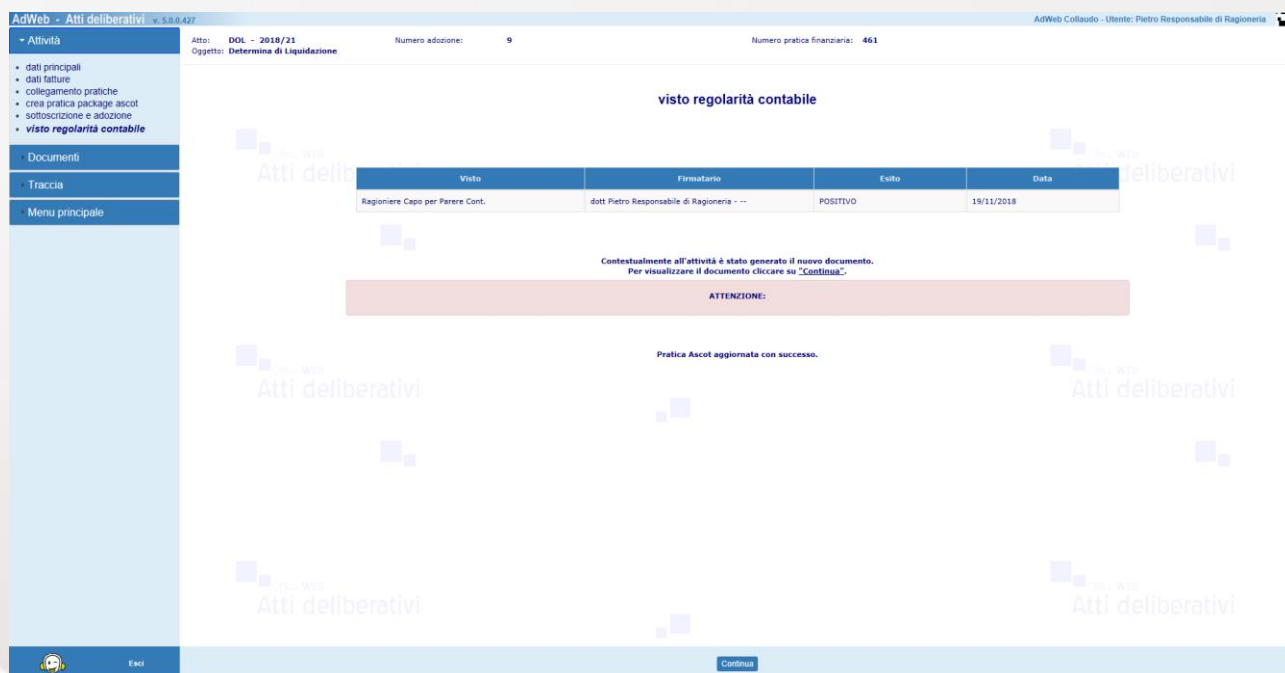 AdWeb - Atti deliberativi v. 5.0.0.427
AdWeb Collaudo - Utente: Pietro Responsabile di Ragioneria
Attività
dati principali
dati fatture
collegamento pratiche
crea pratica package ascot
sottoscrizione e adozione
visto regolarità contabile
Documenti
Traccia
Menu principale
Atto: DOL - 2018/21 Numero adozione: 9 Numero pratica finanziaria: 461
Oggetto: Determina di Liquidazione
visto regolarità contabile
Atti delib
deliberativi
Visto Firmatario Esito Data
Ragioniere Capo per Parere Cont. dott Pietro Responsabile di Ragioneria - -- POSITIVO 19/11/2018
Contestualmente all'attività è stato generato il nuovo documento.
Per visualizzare il documento cliccare su "Continua".
ATTENZIONE:
Pratica Ascot aggiornata con successo.
Atti deliberativi
Atti deliberativi
Atti deliberativi
Atti deliberativi
Esci
Continua